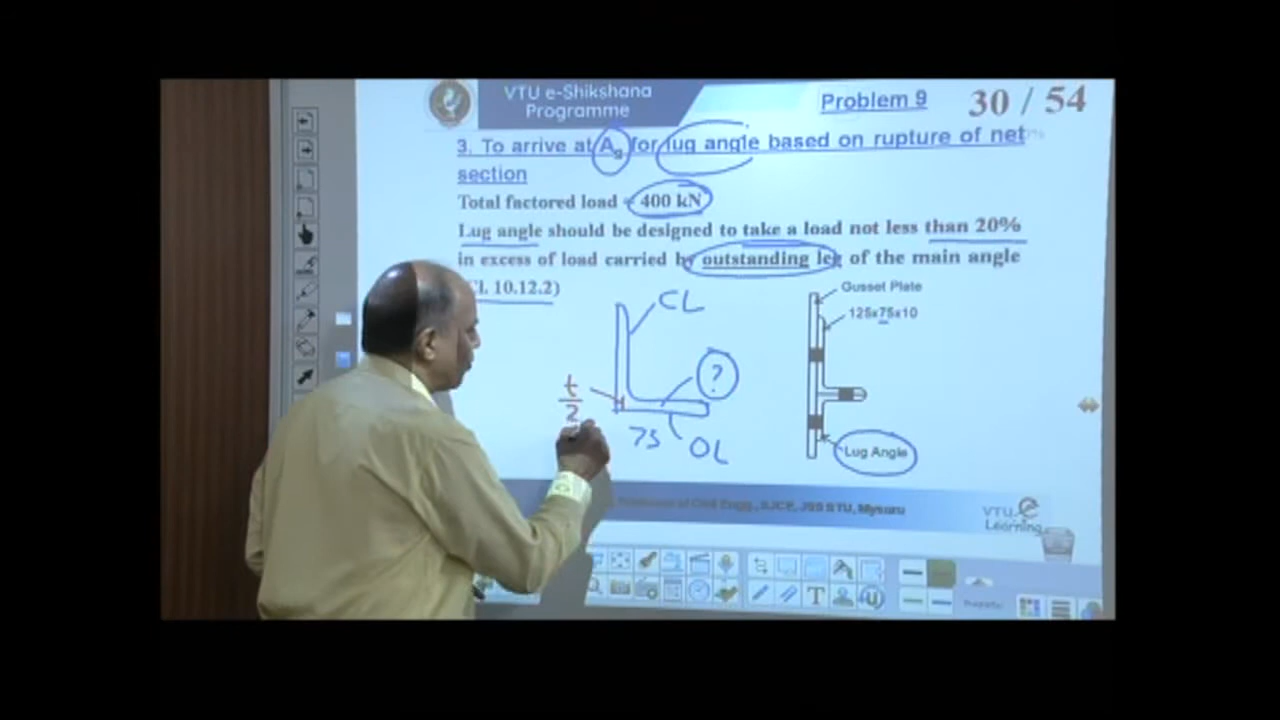 VTU e-Shikshana
Programme
Problem 9
30 / 54
3. To arrive at Ag for lug angle based on rupture of net
section
Total factored load = 400 kN
Lug angle should be designed to take a load not less than 20%
in excess of load carried by outstanding leg of the main angle
Cl. 10.12.2)
Gusset Plate
125x75x10
CL
?
t
2
75
OL
Lug Angle
of Civil Engg., SJCE, JSS STU, Mysuru
VTU
Learning